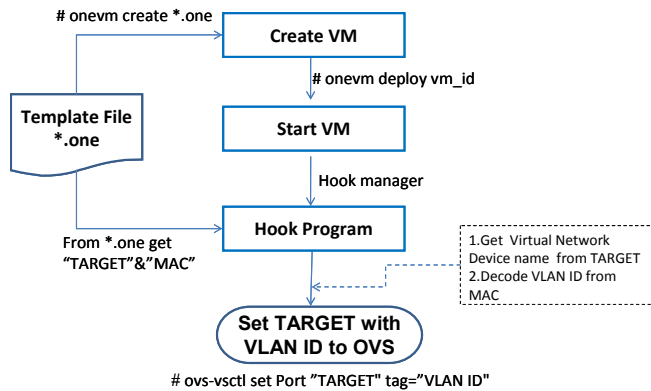 # onevm create *.one
Create VM
# onevm deploy vm_id
Template File
*.one
Start VM
Hook manager
Hook Program
From *.one get
“TARGET”&”MAC”
1.Get Virtual Network
Device name from TARGET
2.Decode VLAN ID from
MAC
Set TARGET with
VLAN ID to OVS
# ovs-vsctl set Port ”TARGET" tag=”VLAN ID"